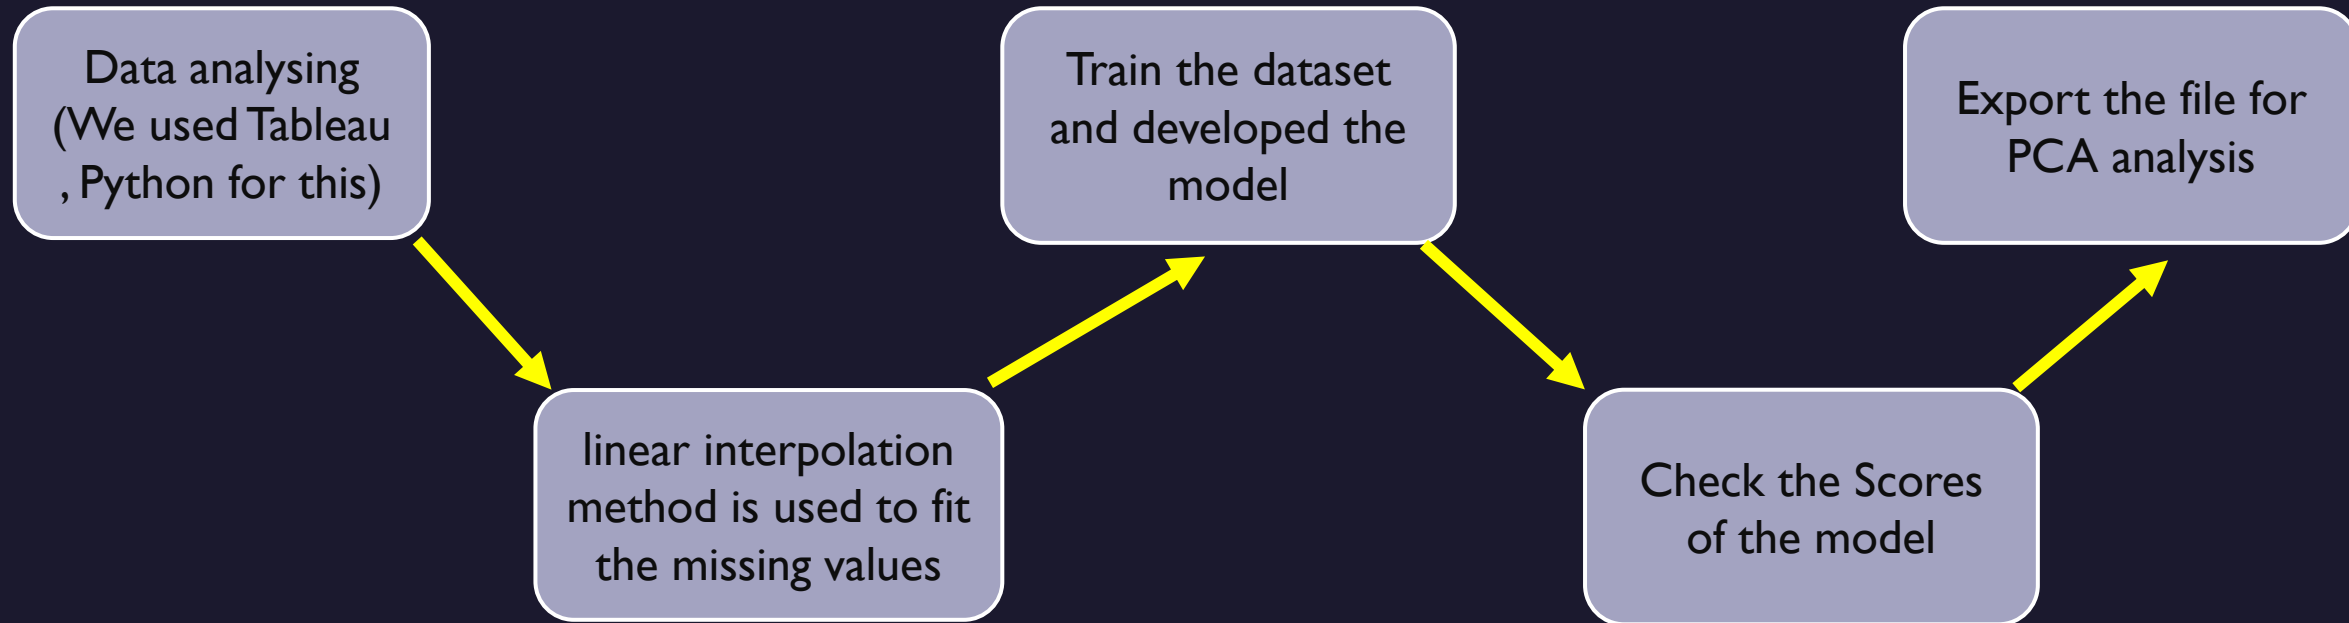 Data analysing
(We used Tableau
, Python for this)
linear interpolation
method is used to fit
the missing values
Train the dataset
and developed the
model
Check the Scores
of the model
Export the file for
PCA analysis